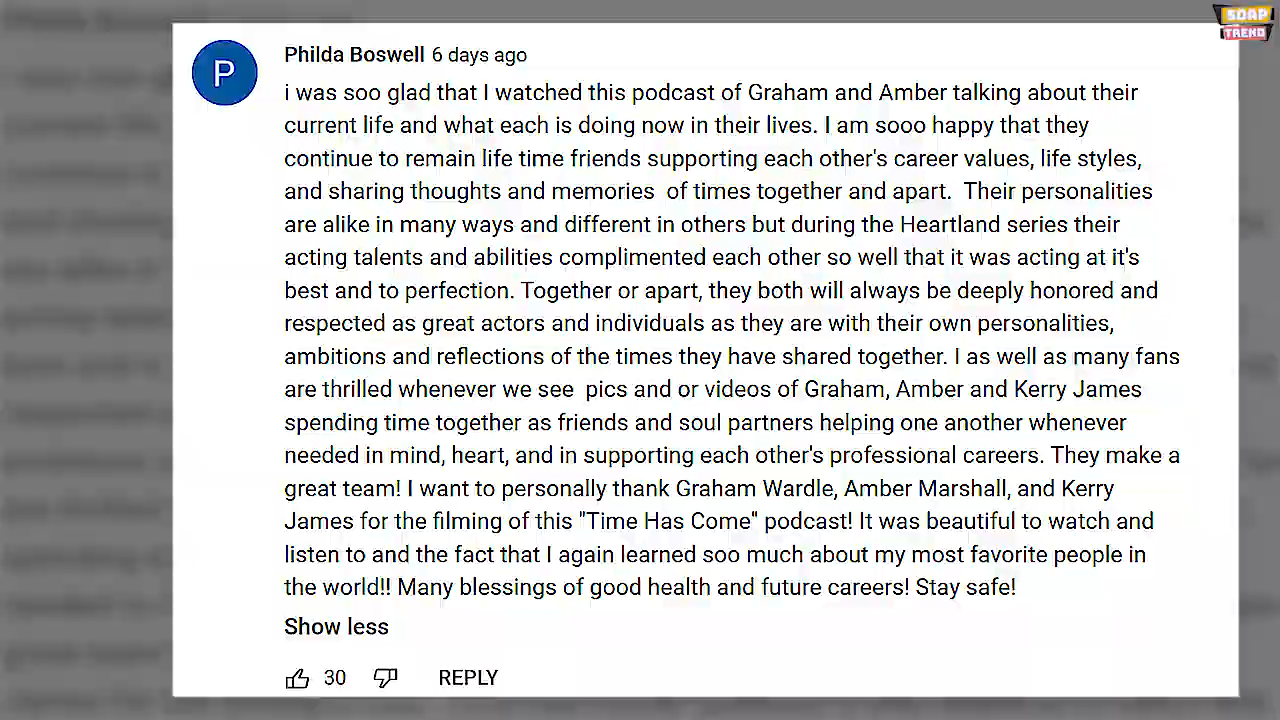 SOAP
TREND
P
Philda Boswell 6 days ago
i was soo glad that I watched this podcast of Graham and Amber talking about their
current life and what each is doing now in their lives. I am sooo happy that they
continue to remain life time friends supporting each other's career values, life styles,
and sharing thoughts and memories  of times together and apart.  Their personalities
are alike in many ways and different in others but during the Heartland series their
acting talents and abilities complimented each other so well that it was acting at it's
best and to perfection. Together or apart, they both will always be deeply honored and
respected as great actors and individuals as they are with their own personalities,
ambitions and reflections of the times they have shared together. I as well as many fans
are thrilled whenever we see  pics and or videos of Graham, Amber and Kerry James
spending time together as friends and soul partners helping one another whenever
needed in mind, heart, and in supporting each other's professional careers. They make a
great team! I want to personally thank Graham Wardle, Amber Marshall, and Kerry
James for the filming of this "Time Has Come" podcast! It was beautiful to watch and
listen to and the fact that I again learned soo much about my most favorite people in
the world!! Many blessings of good health and future careers! Stay safe!
Show less
30 REPLY